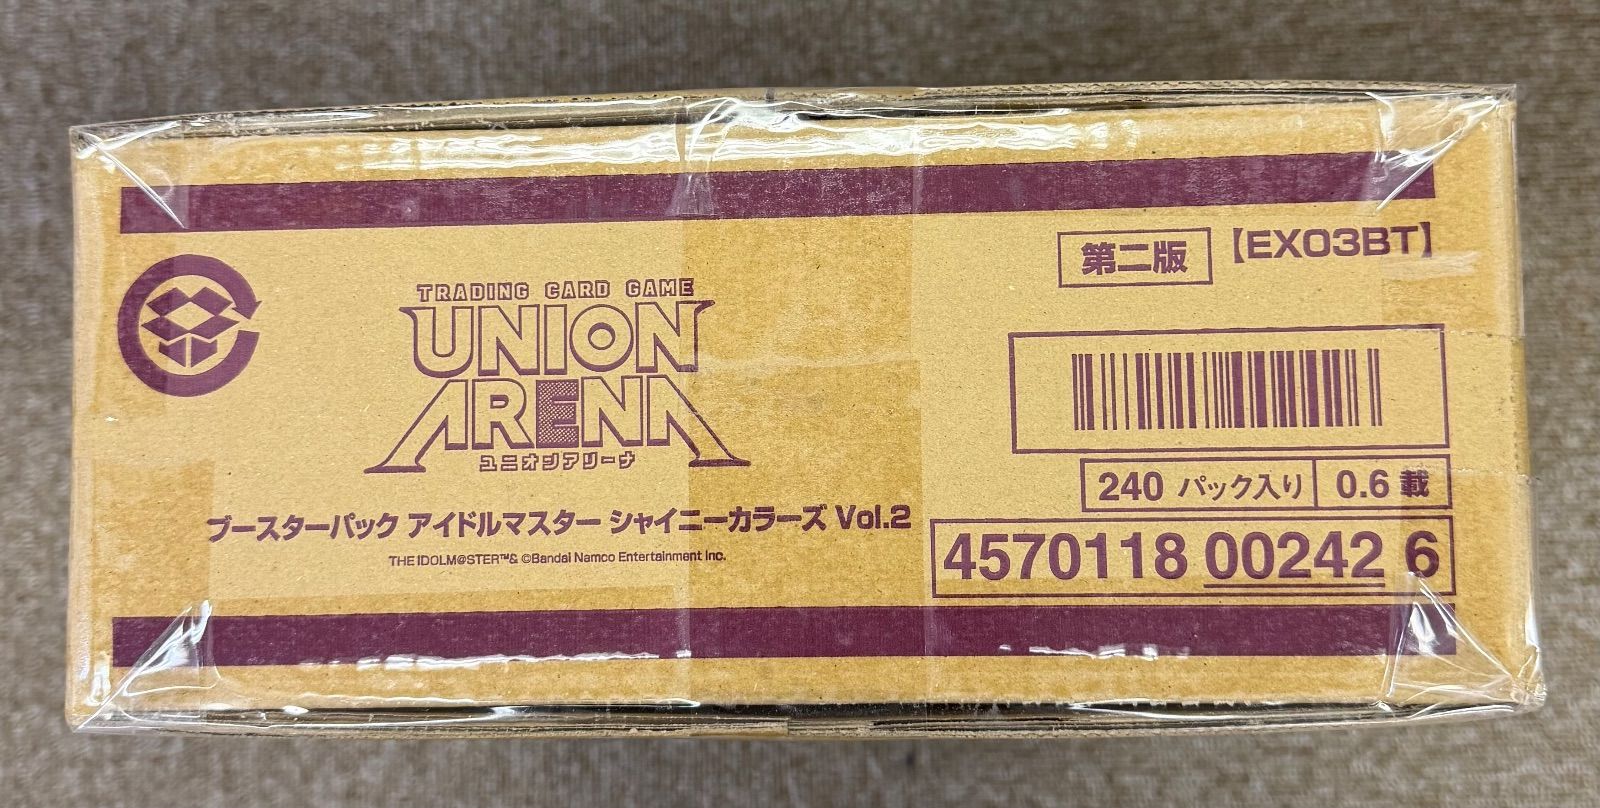 第二版 【EX03BT】
TRADING CARD GAME
UNION
ARENA
ユニオンアリーナ
240 パック入り 0.6 載
ブースターパック アイドルマスター シャイニーカラーズ Vol.2
THE IDOLM@STER™& ©Bandai Namco Entertainment Inc.
4570118 00242 6